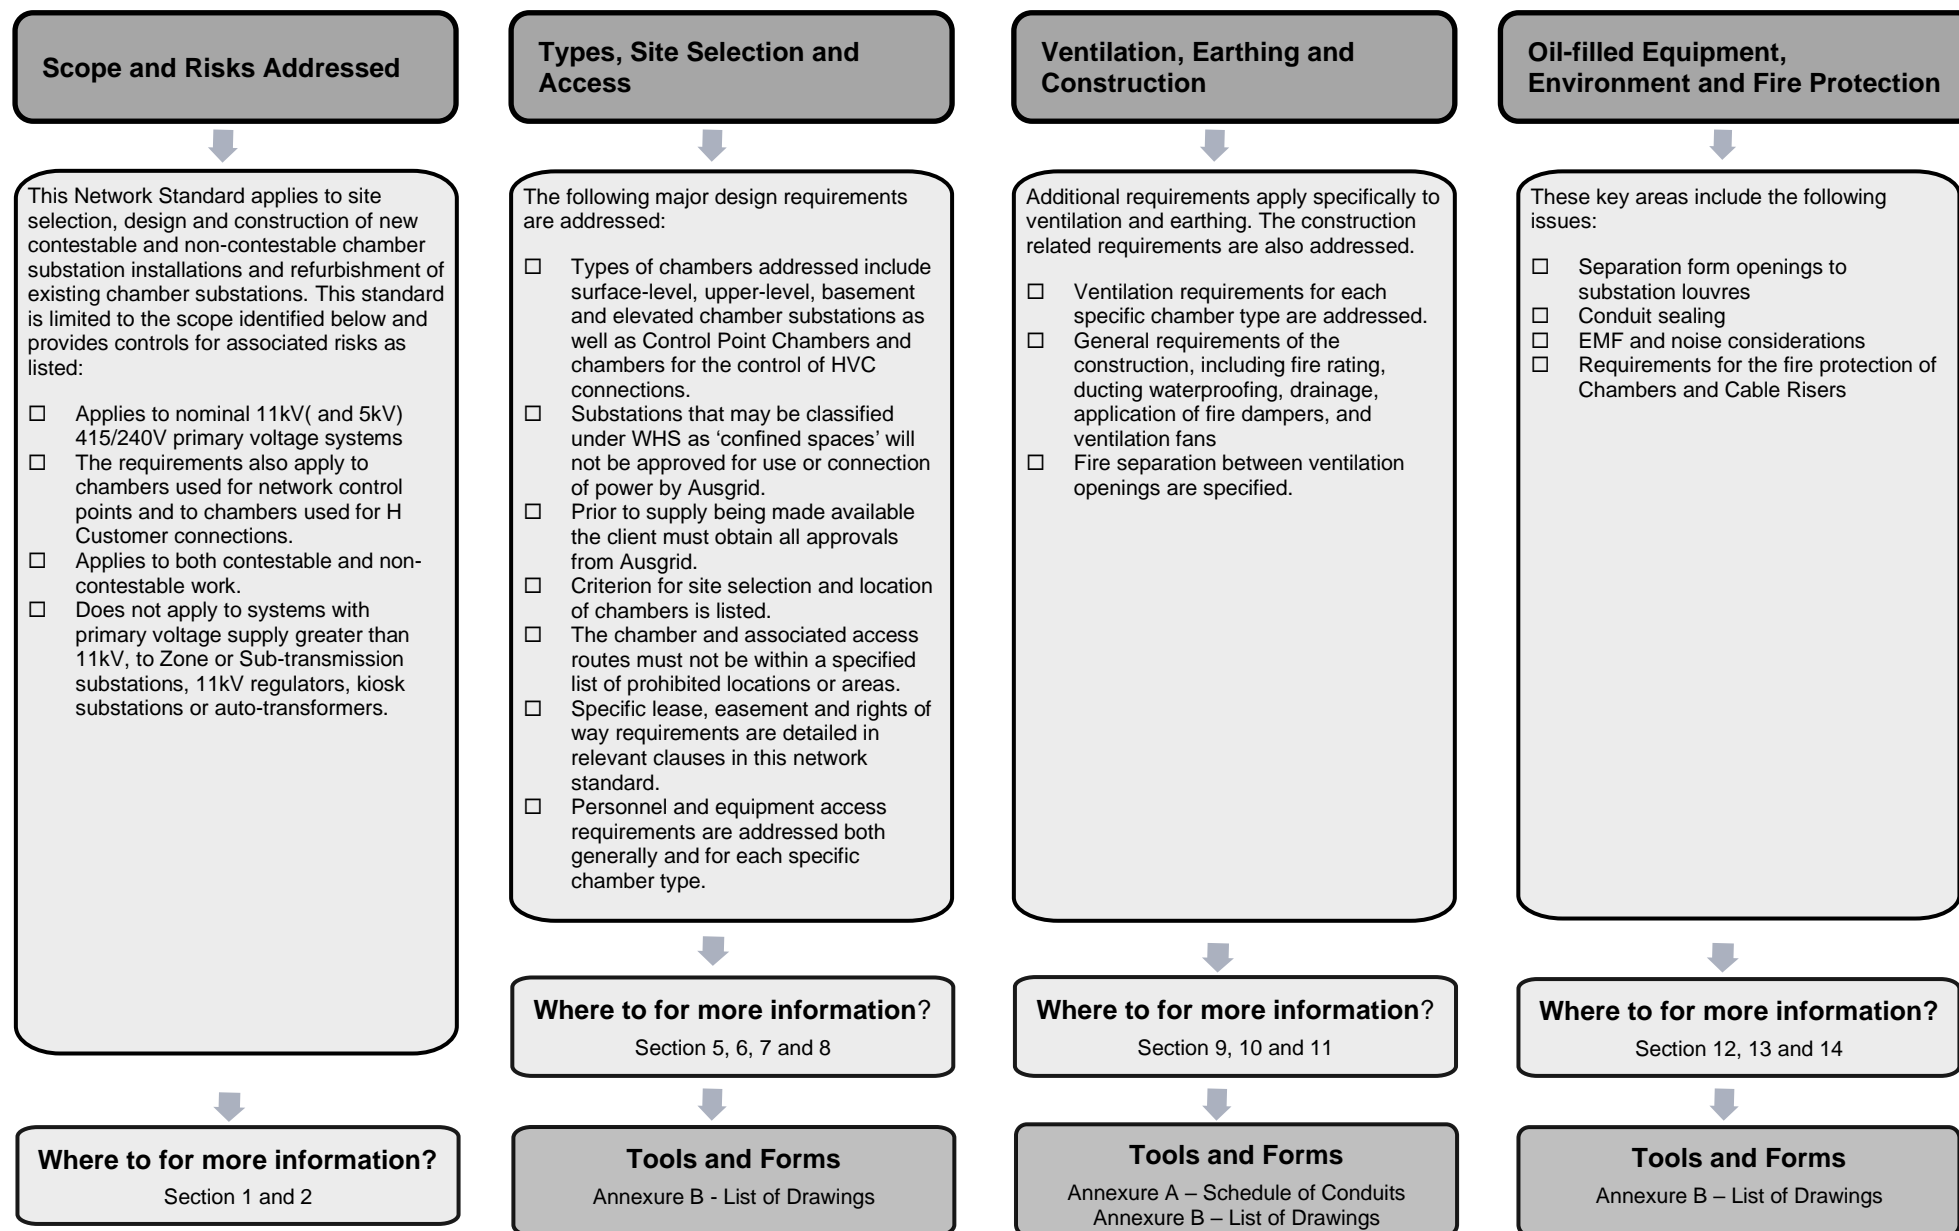 Scope and Risks Addressed
This Network Standard applies to site
selection, design and construction of new
contestable and non-contestable chamber
substation installations and refurbishment of
existing chamber substations. This standard
is limited to the scope identified below and
provides controls for associated risks as
listed:
☐ Applies to nominal 11kV( and 5kV)
415/240V primary voltage systems
☐ The requirements also apply to
chambers used for network control
points and to chambers used for H
Customer connections.
☐ Applies to both contestable and non-
contestable work.
☐ Does not apply to systems with
primary voltage supply greater than
11kV, to Zone or Sub-transmission
substations, 11kV regulators, kiosk
substations or auto-transformers.
Where to for more information?
Section 1 and 2
Types, Site Selection and
Access
The following major design requirements
are addressed:
☐ Types of chambers addressed include
surface-level, upper-level, basement
and elevated chamber substations as
well as Control Point Chambers and
chambers for the control of HVC
connections.
☐ Substations that may be classified
under WHS as ‘confined spaces’ will
not be approved for use or connection
of power by Ausgrid.
☐ Prior to supply being made available
the client must obtain all approvals
from Ausgrid.
☐ Criterion for site selection and location
of chambers is listed.
☐ The chamber and associated access
routes must not be within a specified
list of prohibited locations or areas.
☐ Specific lease, easement and rights of
way requirements are detailed in
relevant clauses in this network
standard.
☐ Personnel and equipment access
requirements are addressed both
generally and for each specific
chamber type.
Where to for more information?
Section 5, 6, 7 and 8
Tools and Forms
Annexure B - List of Drawings
Ventilation, Earthing and
Construction
Additional requirements apply specifically to
ventilation and earthing. The construction
related requirements are also addressed.
☐ Ventilation requirements for each
specific chamber type are addressed.
☐ General requirements of the
construction, including fire rating,
ducting waterproofing, drainage,
application of fire dampers, and
ventilation fans
☐ Fire separation between ventilation
openings are specified.
Where to for more information?
Section 9, 10 and 11
Tools and Forms
Annexure A – Schedule of Conduits
Annexure B – List of Drawings
Oil-filled Equipment,
Environment and Fire Protection
These key areas include the following
issues:
☐ Separation form openings to
substation louvres
☐ Conduit sealing
☐ EMF and noise considerations
☐ Requirements for the fire protection of
Chambers and Cable Risers
Where to for more information?
Section 12, 13 and 14
Tools and Forms
Annexure B – List of Drawings